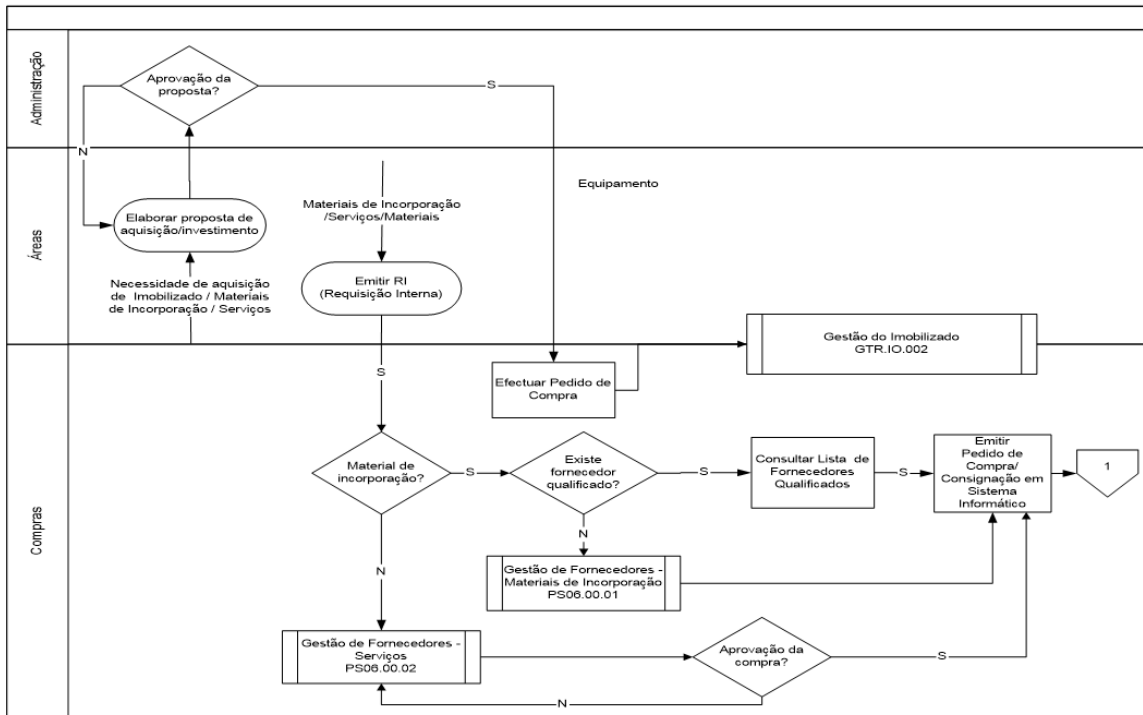 Administração
Aprovação da
proposta?
S
N
Áreas
Elaborar proposta de
aquisição/investimento
Necessidade de aquisição
de Imobilizado / Materiais
de Incorporação / Serviços
Materiais de Incorporação
/Serviços/Materiais
Emitir RI
(Requisição Interna)
Equipamento
Gestão do Imobilizado
GTR.IO.002
Compras
S
Efectuar Pedido de
Compra
Material de
incorporação?
S
Existe
fornecedor
qualificado?
S
Consultar Lista de
Fornecedores
Qualificados
S
Emitir
Pedido de
Compra/
Consignação em
Sistema
Informático
1
N
N
Gestão de Fornecedores -
Materiais de Incorporação
PS06.00.01
Gestão de Fornecedores -
Serviços
PS06.00.02
Aprovação da
compra?
S
N